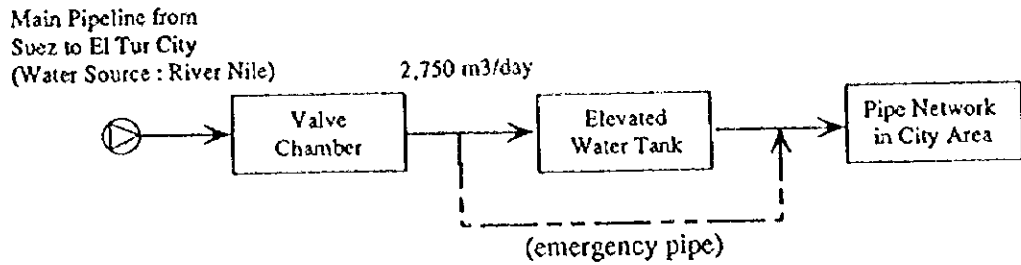 Main Pipeline from
Suez to El Tur City
(Water Source : River Nile)
2,750 m3/day
Valve
Chamber
Elevated
Water Tank
Pipe Network
in City Area
(emergency pipe)